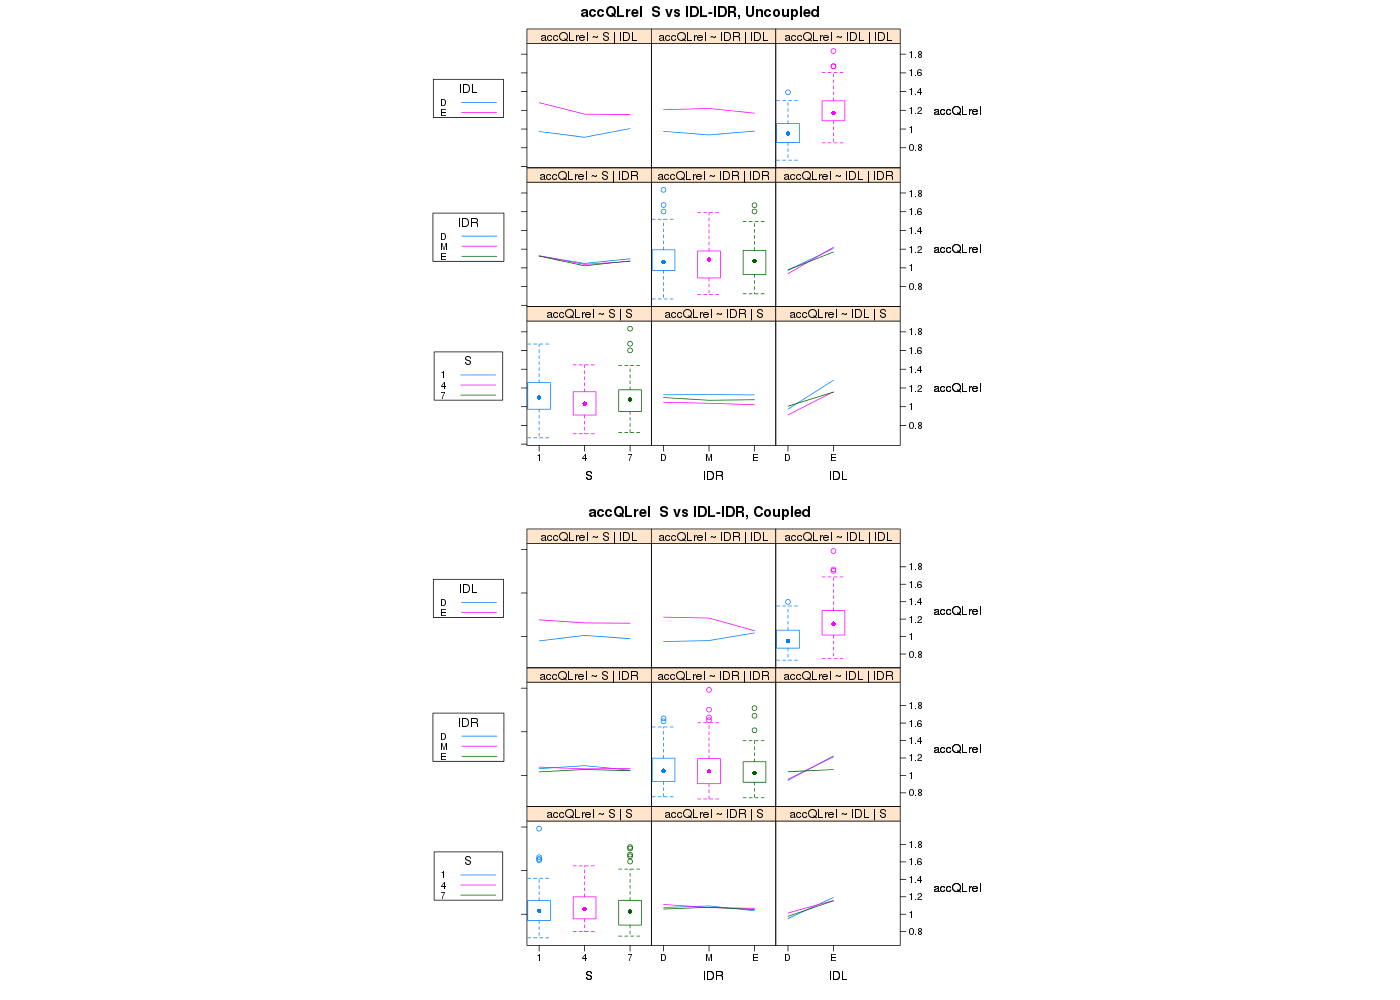 accQLrel  S vs IDL-IDR, Uncoupled
accQLrel ~ S | IDL
accQLrel ~ IDR | IDL
accQLrel ~ IDL | IDL
IDL
D
E
1.8
1.6
1.4
1.2
1
0.8
accQLrel
accQLrel ~ S | IDR
accQLrel ~ IDR | IDR
accQLrel ~ IDL | IDR
IDR
D
M
E
1.8
1.6
1.4
1.2
1
0.8
accQLrel
accQLrel ~ S | S
accQLrel ~ IDR | S
accQLrel ~ IDL | S
S
1
4
7
1.8
1.6
1.4
1.2
1
0.8
accQLrel
1 4 7 D M E D E
S IDR IDL
accQLrel  S vs IDL-IDR, Coupled
accQLrel ~ S | IDL
accQLrel ~ IDR | IDL
accQLrel ~ IDL | IDL
IDL
D
E
1.8
1.6
1.4
1.2
1
0.8
accQLrel
accQLrel ~ S | IDR
accQLrel ~ IDR | IDR
accQLrel ~ IDL | IDR
IDR
D
M
E
1.8
1.6
1.4
1.2
1
0.8
accQLrel
accQLrel ~ S | S
accQLrel ~ IDR | S
accQLrel ~ IDL | S
S
1
4
7
1.8
1.6
1.4
1.2
1
0.8
accQLrel
1 4 7 D M E D E
S IDR IDL